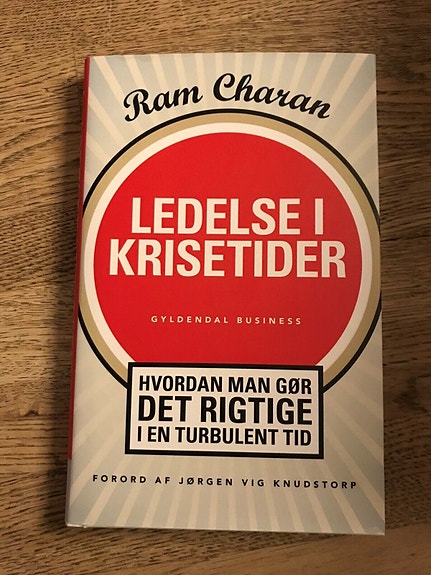 Ram Charan
LEDELSE I
KRISETIDER
GYLDENDAL BUSINESS
HVORDAN MAN GØR
DET RIGTIGE
I EN TURBULENT TID
FORORD AF JØRGEN VIG KNUDSTORP